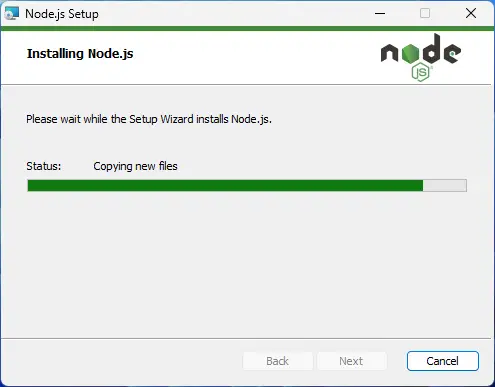 Node.js Setup
Installing Node.js
node
JS
Please wait while the Setup Wizard installs Node.js.
Status: Copying new files
Back Next Cancel